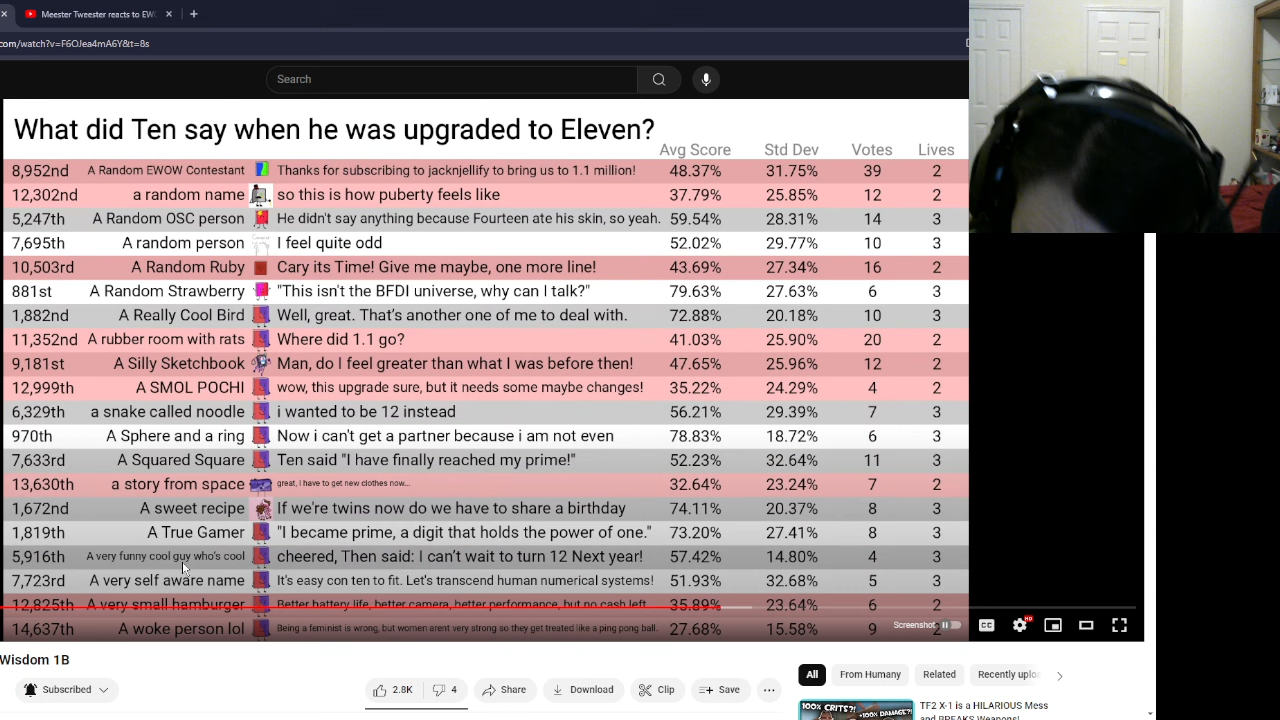 Meester Tweester reacts to EW
com/watch?v=F6OJea4mA6Y&t=8s
Search
What did Ten say when he was upgraded to Eleven?
Avg Score Std Dev Votes Lives
8,952nd A Random EWOW Contestant Thanks for subscribing to jacknjellify to bring us to 1.1 million! 48.37% 31.75% 39 2
12,302nd a random name so this is how puberty feels like 37.79% 25.85% 12 2
5,247th A Random OSC person He didn't say anything because Fourteen ate his skin, so yeah. 59.54% 28.31% 14 3
7,695th A random person I feel quite odd 52.02% 29.77% 10 3
10,503rd A Random Ruby Cary its Time! Give me maybe, one more line! 43.69% 27.34% 16 2
881st A Random Strawberry "This isn't the BFDI universe, why can I talk?" 79.63% 27.63% 6 3
1,882nd A Really Cool Bird Well, great. That's another one of me to deal with. 72.88% 20.18% 10 3
11,352nd A rubber room with rats Where did 1.1 go? 41.03% 25.90% 20 2
9,181st A Silly Sketchbook Man, do I feel greater than what I was before then! 47.65% 25.96% 12 2
12,999th A SMOL POCHI wow, this upgrade sure, but it needs some maybe changes! 35.22% 24.29% 4 2
6,329th a snake called noodle i wanted to be 12 instead 56.21% 29.39% 7 3
970th A Sphere and a ring Now i can't get a partner because i am not even 78.83% 18.72% 6 3
7,633rd A Squared Square Ten said "I have finally reached my prime!" 52.23% 32.64% 11 3
13,630th a story from space great, i have to get new clothes now... 32.64% 23.24% 7 2
1,672nd A sweet recipe If we're twins now do we have to share a birthday 74.11% 20.37% 8 3
1,819th A True Gamer "I became prime, a digit that holds the power of one." 73.20% 27.41% 8 3
5,916th A very funny cool guy who's cool cheered, Then said: I can't wait to turn 12 Next year! 57.42% 14.80% 4 3
7,723rd A very self aware name It's easy con ten to fit. Let's transcend human numerical systems! 51.93% 32.68% 5 3
12,825th A very small hamburger Better battery life, better camera, better performance, but no cash left 35.89% 23.64% 6 2
14,637th A woke person lol Being a feminist is wrong, but women arent very strong so they get treated like a ping pong ball. 27.68% 15.58% 9 2
Screenshot CC HD
Wisdom 1B
Subscribed 2.8K 4 Share Download Clip Save
All From Humany Related Recently uplo
100% CRITS?! 100% DAMAGE?!
TF2 X-1 is a HILARIOUS Mess
and BREAKS Weapons!